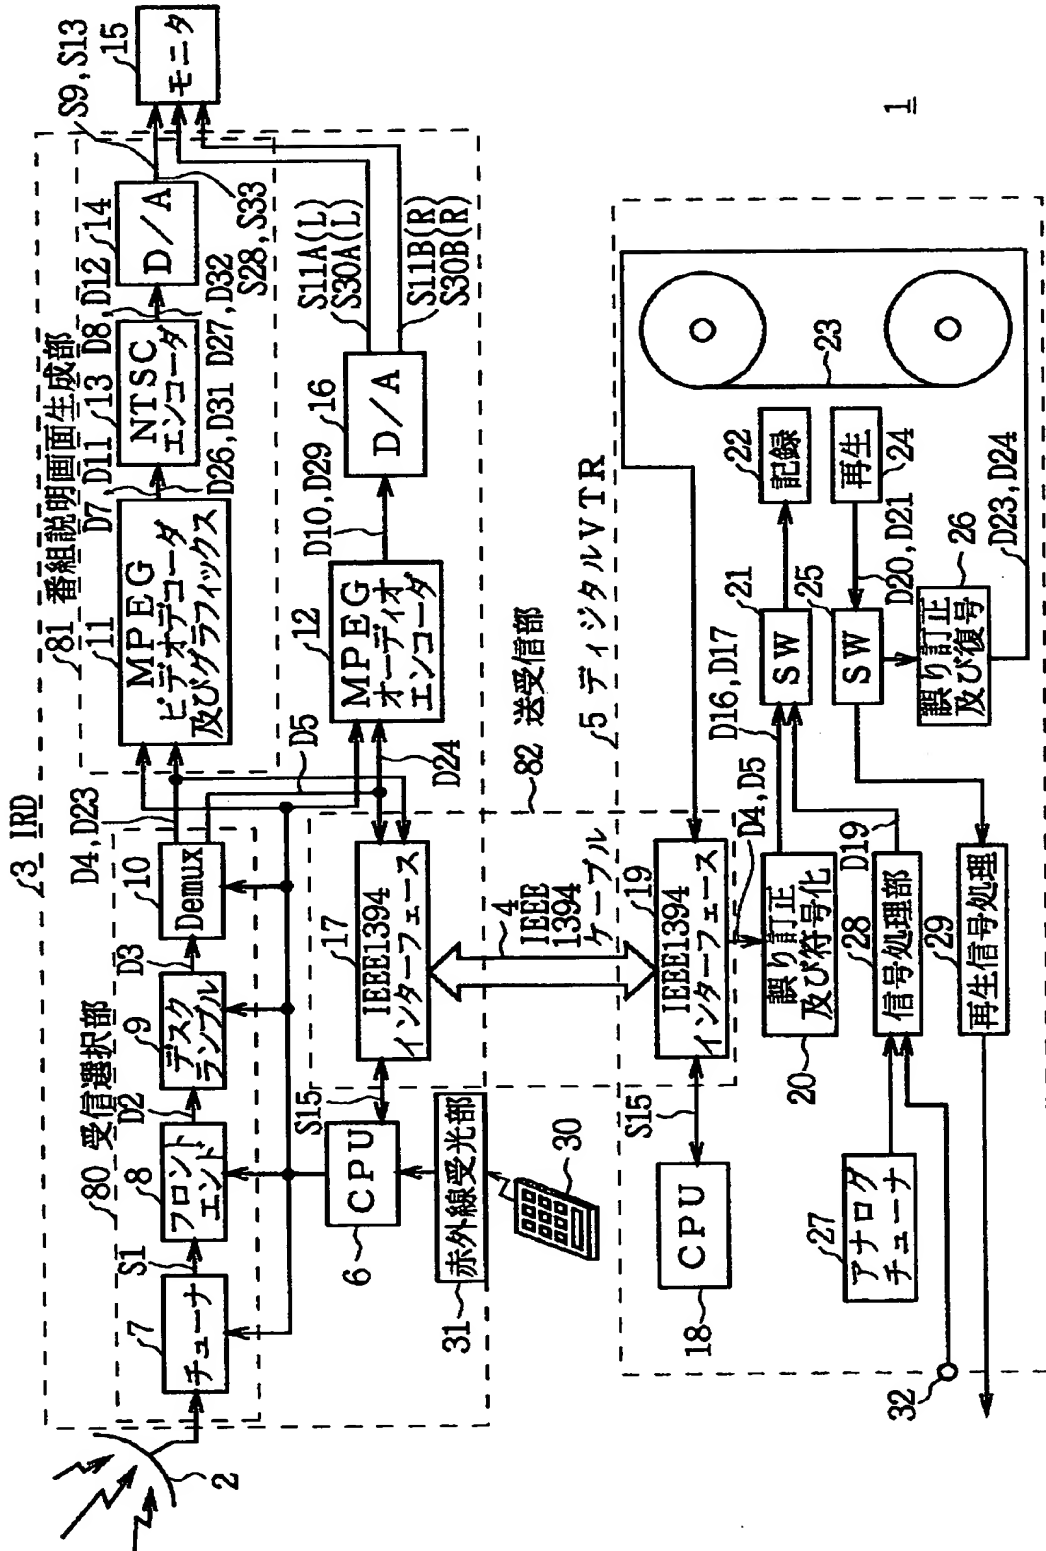 3 IRD
81 番組説明画面生成部
80 受信選択部
2
7
チューナ
S1
8
フロント
エンド
D2
9
デスク
ランブル
D3
10
Demux
D4,D23
11
MPEG
ビデオデコーダ
及びグラフィックス
D7
D11
D26,D31
13
NTSC
エンコーダ
D8,D12
D27,D32
14
D/A
S28,S33
S9,S13
15
モニタ
D5
D24
12
MPEG
オーディオ
エンコーダ
D10,D29
16
D/A
S11A(L)
S30A(L)
S11B(R)
S30B(R)
6
CPU
S15
17
IEEE1394
インターフェース
31
赤外線受光部
30
82 送受信部
4
IEEE
1394
ケーブル
5 ディジタルVTR
18
CPU
S15
19
IEEE1394
インターフェース
D4,D5
20
誤り訂正
及び符号化
D16,D17
21
SW
22
記録
23
24
再生
D20,D21
25
SW
26
誤り訂正
及び復号
D23,D24
27
アナログ
チューナ
28
信号処理部
D19
29
再生信号処理
32
1